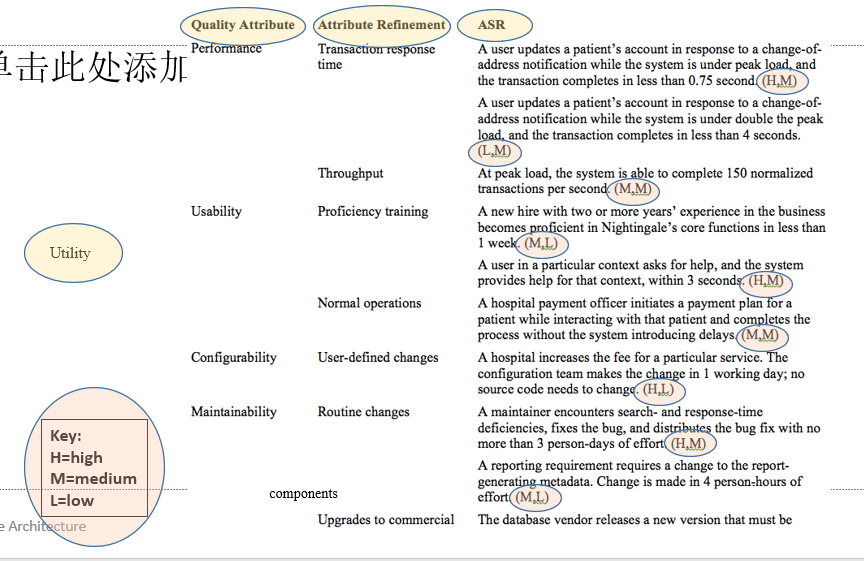 Quality Attribute Attribute Refinement ASR
单击此处添加
Performance Transaction response A user updates a patient's account in response to a change-of-
time address notification while the system is under peak load, and
the transaction completes in less than 0.75 second. (H,M)
A user updates a patient's account in response to a change-of-
address notification while the system is under double the peak
load, and the transaction completes in less than 4 seconds.
(L,M)
Throughput At peak load, the system is able to complete 150 normalized
transactions per second. (M,M)
Usability Proficiency training A new hire with two or more years' experience in the business
becomes proficient in Nightingale's core functions in less than
1 week. (M,L)
Utility
A user in a particular context asks for help, and the system
provides help for that context, within 3 seconds. (H,M)
Normal operations A hospital payment officer initiates a payment plan for a
patient while interacting with that patient and completes the
process without the system introducing delays. (M,M)
Configurability User-defined changes A hospital increases the fee for a particular service. The
configuration team makes the change in 1 working day; no
source code needs to change. (H,L)
Maintainability Routine changes A maintainer encounters search- and response-time
deficiencies, fixes the bug, and distributes the bug fix with no
more than 3 person-days of effort. (H,M)
Key:
H=high
M=medium
L=low
A reporting requirement requires a change to the report-
generating metadata. Change is made in 4 person-hours of
effort. (M,L)
components
Upgrades to commercial The database vendor releases a new version that must be
e Architecture